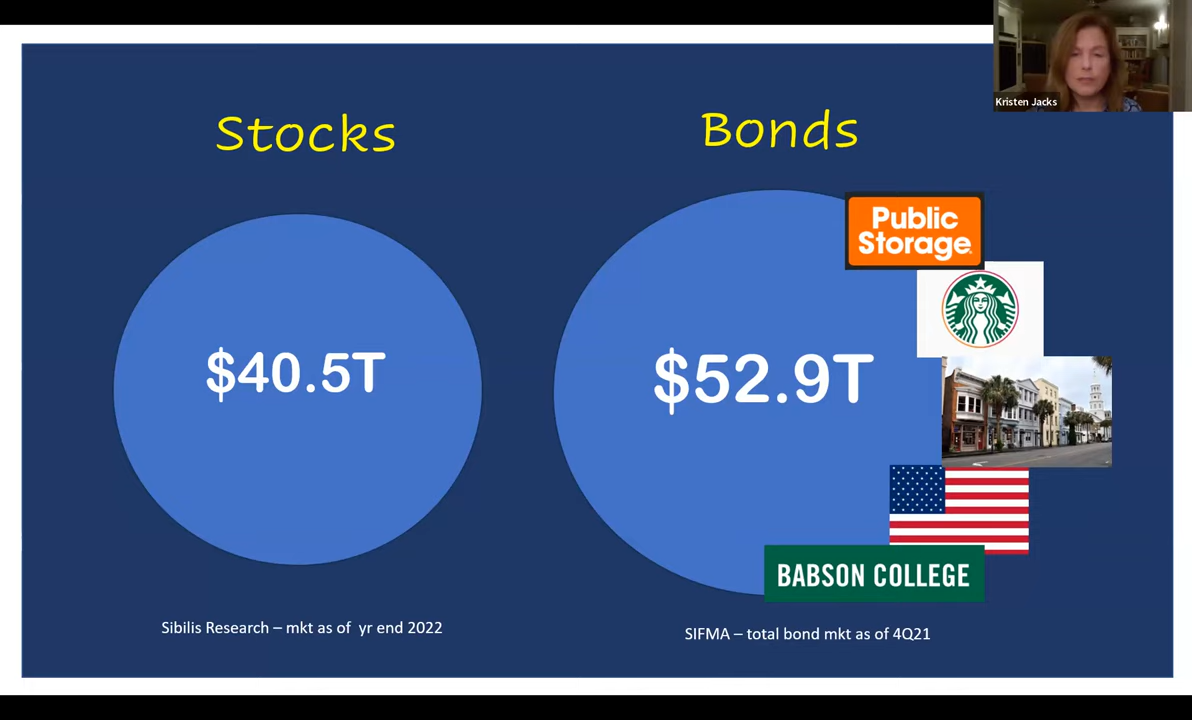 Kristen Jacks
Stocks
Bonds
Public
Storage
$40.5T
$52.9T
BABSON COLLEGE
Sibilis Research – mkt as of yr end 2022
SIFMA – total bond mkt as of 4Q21